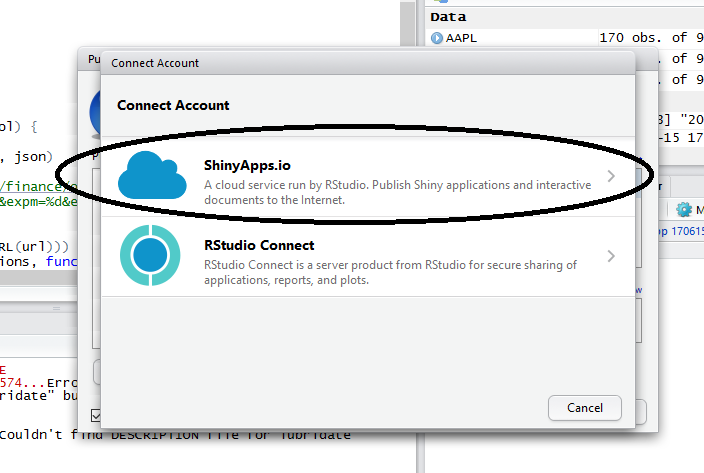 Data
AAPL 170 obs. of 9
of 9
of 9
Pu
Connect Account
Connect Account
bl) {
3] "20
-15 17
, json)
P
ShinyApps.io
A cloud service run by RStudio. Publish Shiny applications and interactive
documents to the Internet.
/finance/o
&expm=%d&e
r
M
pp 170615
RL(url)))
ions, func
RStudio Connect
RStudio Connect is a server product from RStudio for secure sharing of
applications, reports, and plots.
w
E
574...Erro
ridate" bu
Cancel
Couldn't find DESCRIPTION file for lubridate